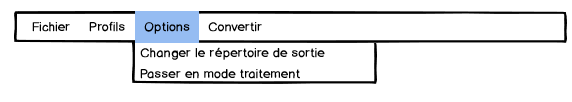 Fichier Profils Options Convertir
Changer le répertoire de sortie
Passer en mode traitement